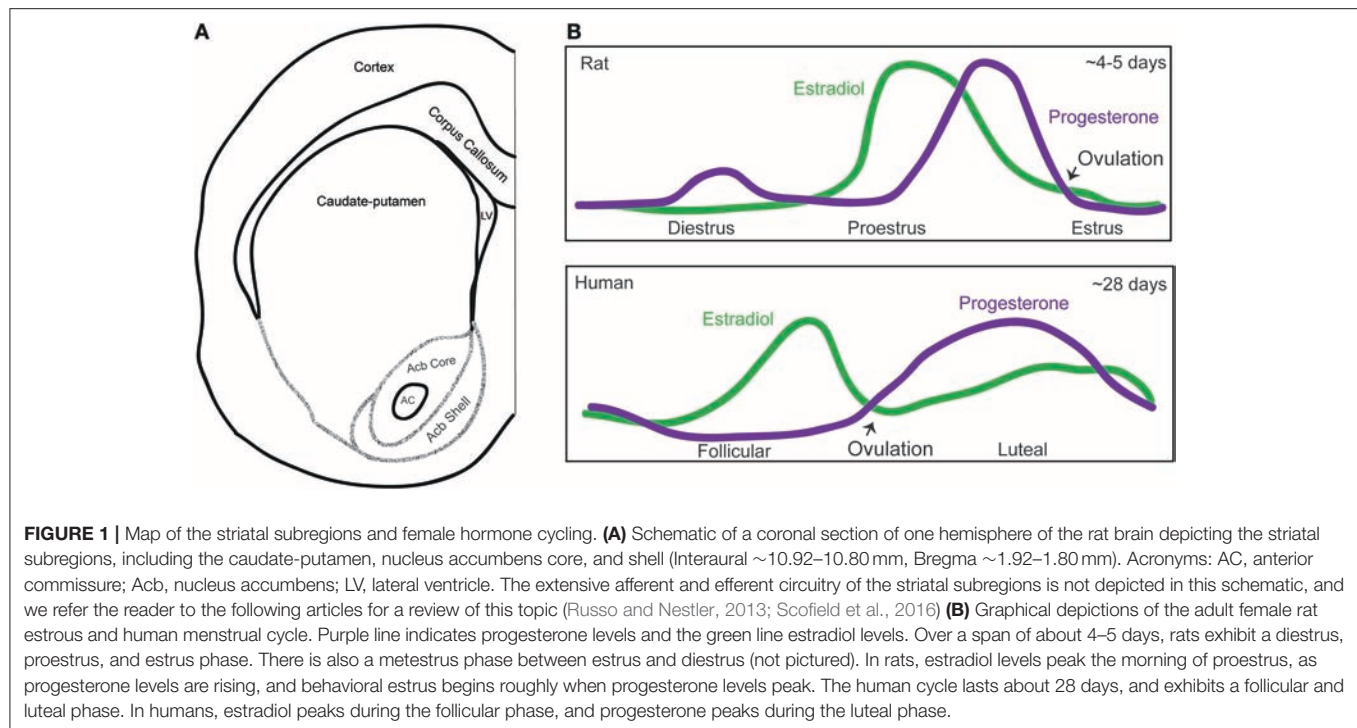 A
Cortex
Corpus Callosum
Caudate-putamen
LV
Acb Core
AC
Acb Shell
B
Rat
~4-5 days
Estradiol
Progesterone
Ovulation
Diestrus
Proestrus
Estrus
Human
~28 days
Progesterone
Estradiol
Follicular
Ovulation
Luteal
FIGURE 1 | Map of the striatal subregions and female hormone cycling. (A) Schematic of a coronal section of one hemisphere of the rat brain depicting the striatal
subregions, including the caudate-putamen, nucleus accumbens core, and shell (Interaural ~10.92–10.80 mm, Bregma ~1.92–1.80 mm). Acronyms: AC, anterior
commissure; Acb, nucleus accumbens; LV, lateral ventricle. The extensive afferent and efferent circuitry of the striatal subregions is not depicted in this schematic, and
we refer the reader to the following articles for a review of this topic (Russo and Nestler, 2013; Scofield et al., 2016) (B) Graphical depictions of the adult female rat
estrous and human menstrual cycle. Purple line indicates progesterone levels and the green line estradiol levels. Over a span of about 4–5 days, rats exhibit a diestrus,
proestrus, and estrus phase. There is also a metestrus phase between estrus and diestrus (not pictured). In rats, estradiol levels peak the morning of proestrus, as
progesterone levels are rising, and behavioral estrus begins roughly when progesterone levels peak. The human cycle lasts about 28 days, and exhibits a follicular and
luteal phase. In humans, estradiol peaks during the follicular phase, and progesterone peaks during the luteal phase.